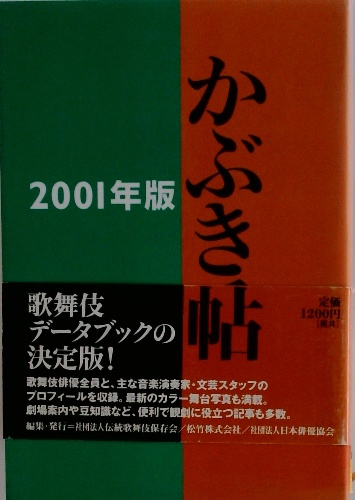 かぶき帖
2001年版
歌舞伎
データブックの
決定版!
定価
1200円
歌舞伎俳優全員と、主な音楽演奏家・文芸スタッフの
プロフィールを収録。最新のカラー舞台写真も満載。
劇場案内や豆知識など、便利で観劇に役立つ記事も多数。
編集・発行=社団法人伝統歌舞伎保存会/松竹株式会社/社団法人日本俳優協会